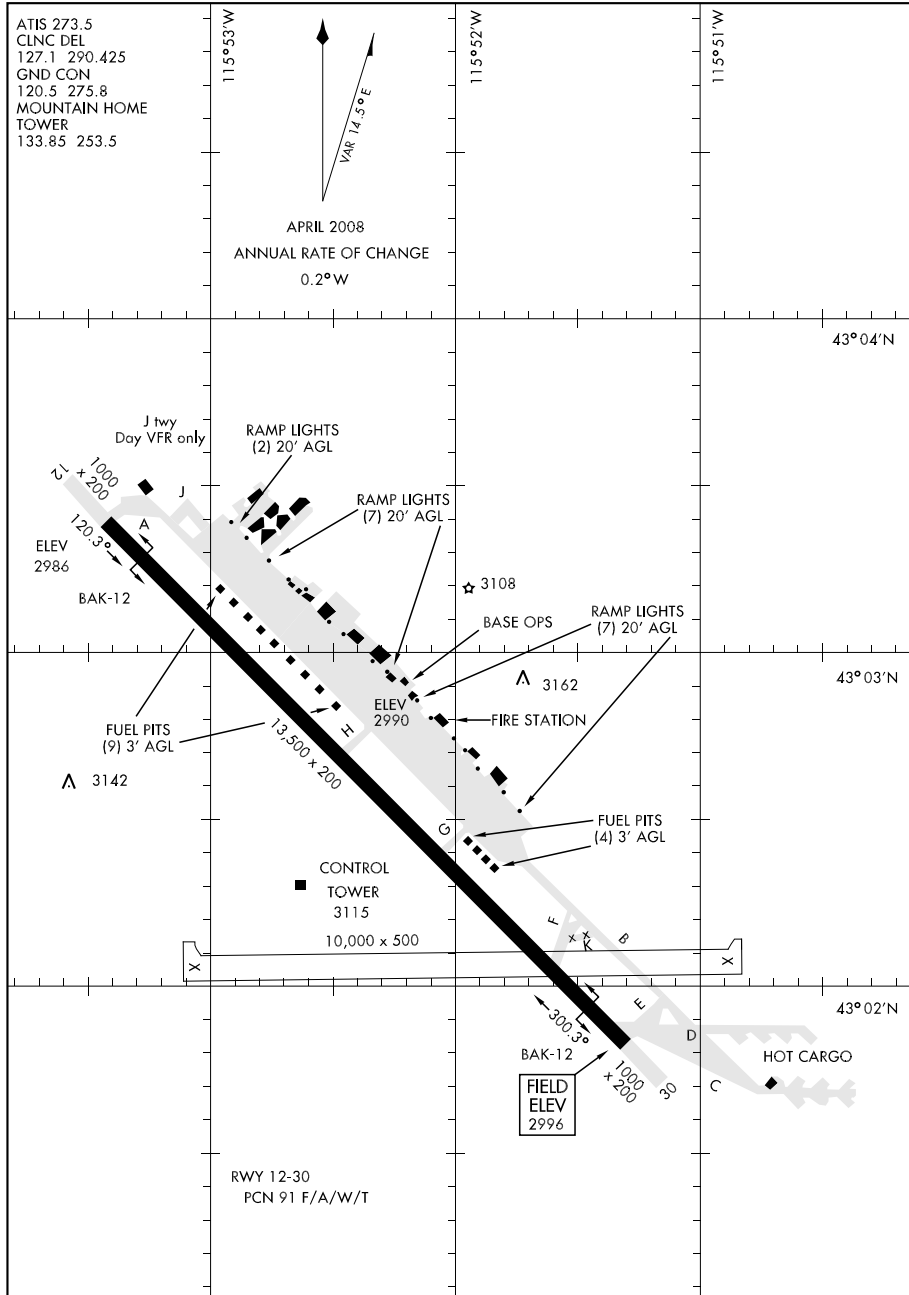 ATIS 273.5
CLNC DEL
127.1 290.425
GND CON
120.5 275.8
MOUNTAIN HOME
TOWER
133.85 253.5
115°53'W
115°52'W
115°51'W
VAR 14.5°E
APRIL 2008
ANNUAL RATE OF CHANGE
0.2°W
43°04'N
J twy
Day VFR only
RAMP LIGHTS
(2) 20' AGL
12
1000
x 200
J
RAMP LIGHTS
(7) 20' AGL
120.3°
A
ELEV
2986
BAK-12
3108
RAMP LIGHTS
(7) 20' AGL
BASE OPS
43°03'N
3162
ELEV
2990
FIRE STATION
FUEL PITS
(9) 3' AGL
13,500 x 200
H
3142
G
FUEL PITS
(4) 3' AGL
CONTROL
TOWER
3115
F
x x
K
B
10,000 x 500
X
X
43°02'N
E
300.3°
D
BAK-12
HOT CARGO
1000
x 200
30
C
FIELD
ELEV
2996
RWY 12-30
PCN 91 F/A/W/T